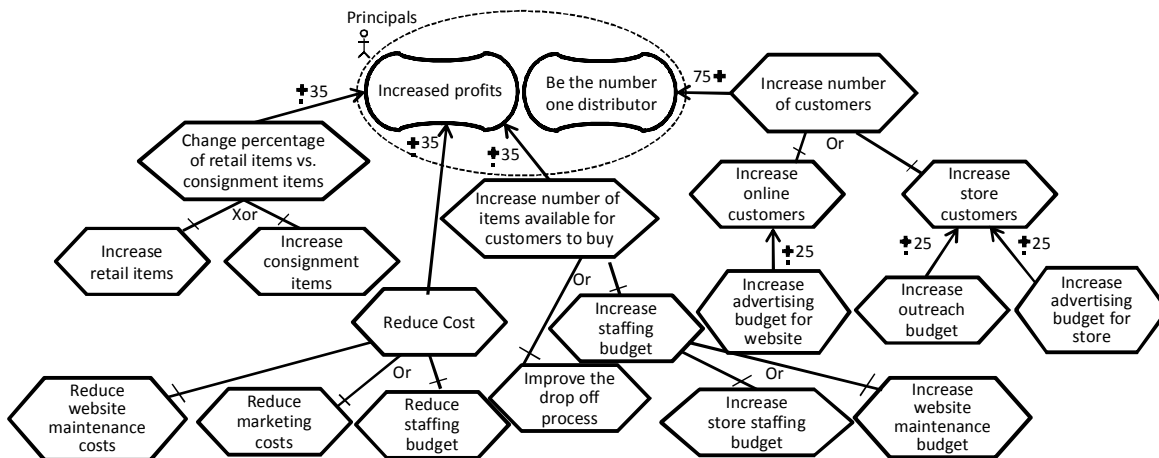 Principals
35
Increased profits
Be the number
one distributor
75
Increase number
of customers
Change percentage
of retail items vs.
consignment items
35
35
Or
Increase number of
items available for
customers to buy
Increase
online
customers
Increase
store
customers
Xor
Increase
retail items
Increase
consignment
items
Or
25
25
25
Reduce Cost
Increase
staffing
budget
Increase
advertising
budget for
website
Increase
outreach
budget
Increase
advertising
budget for
store
Or
Or
Reduce
website
maintenance
costs
Reduce
marketing
costs
Reduce
staffing
budget
Improve the
drop off
process
Increase
store staffing
budget
Increase
website
maintenance
budget